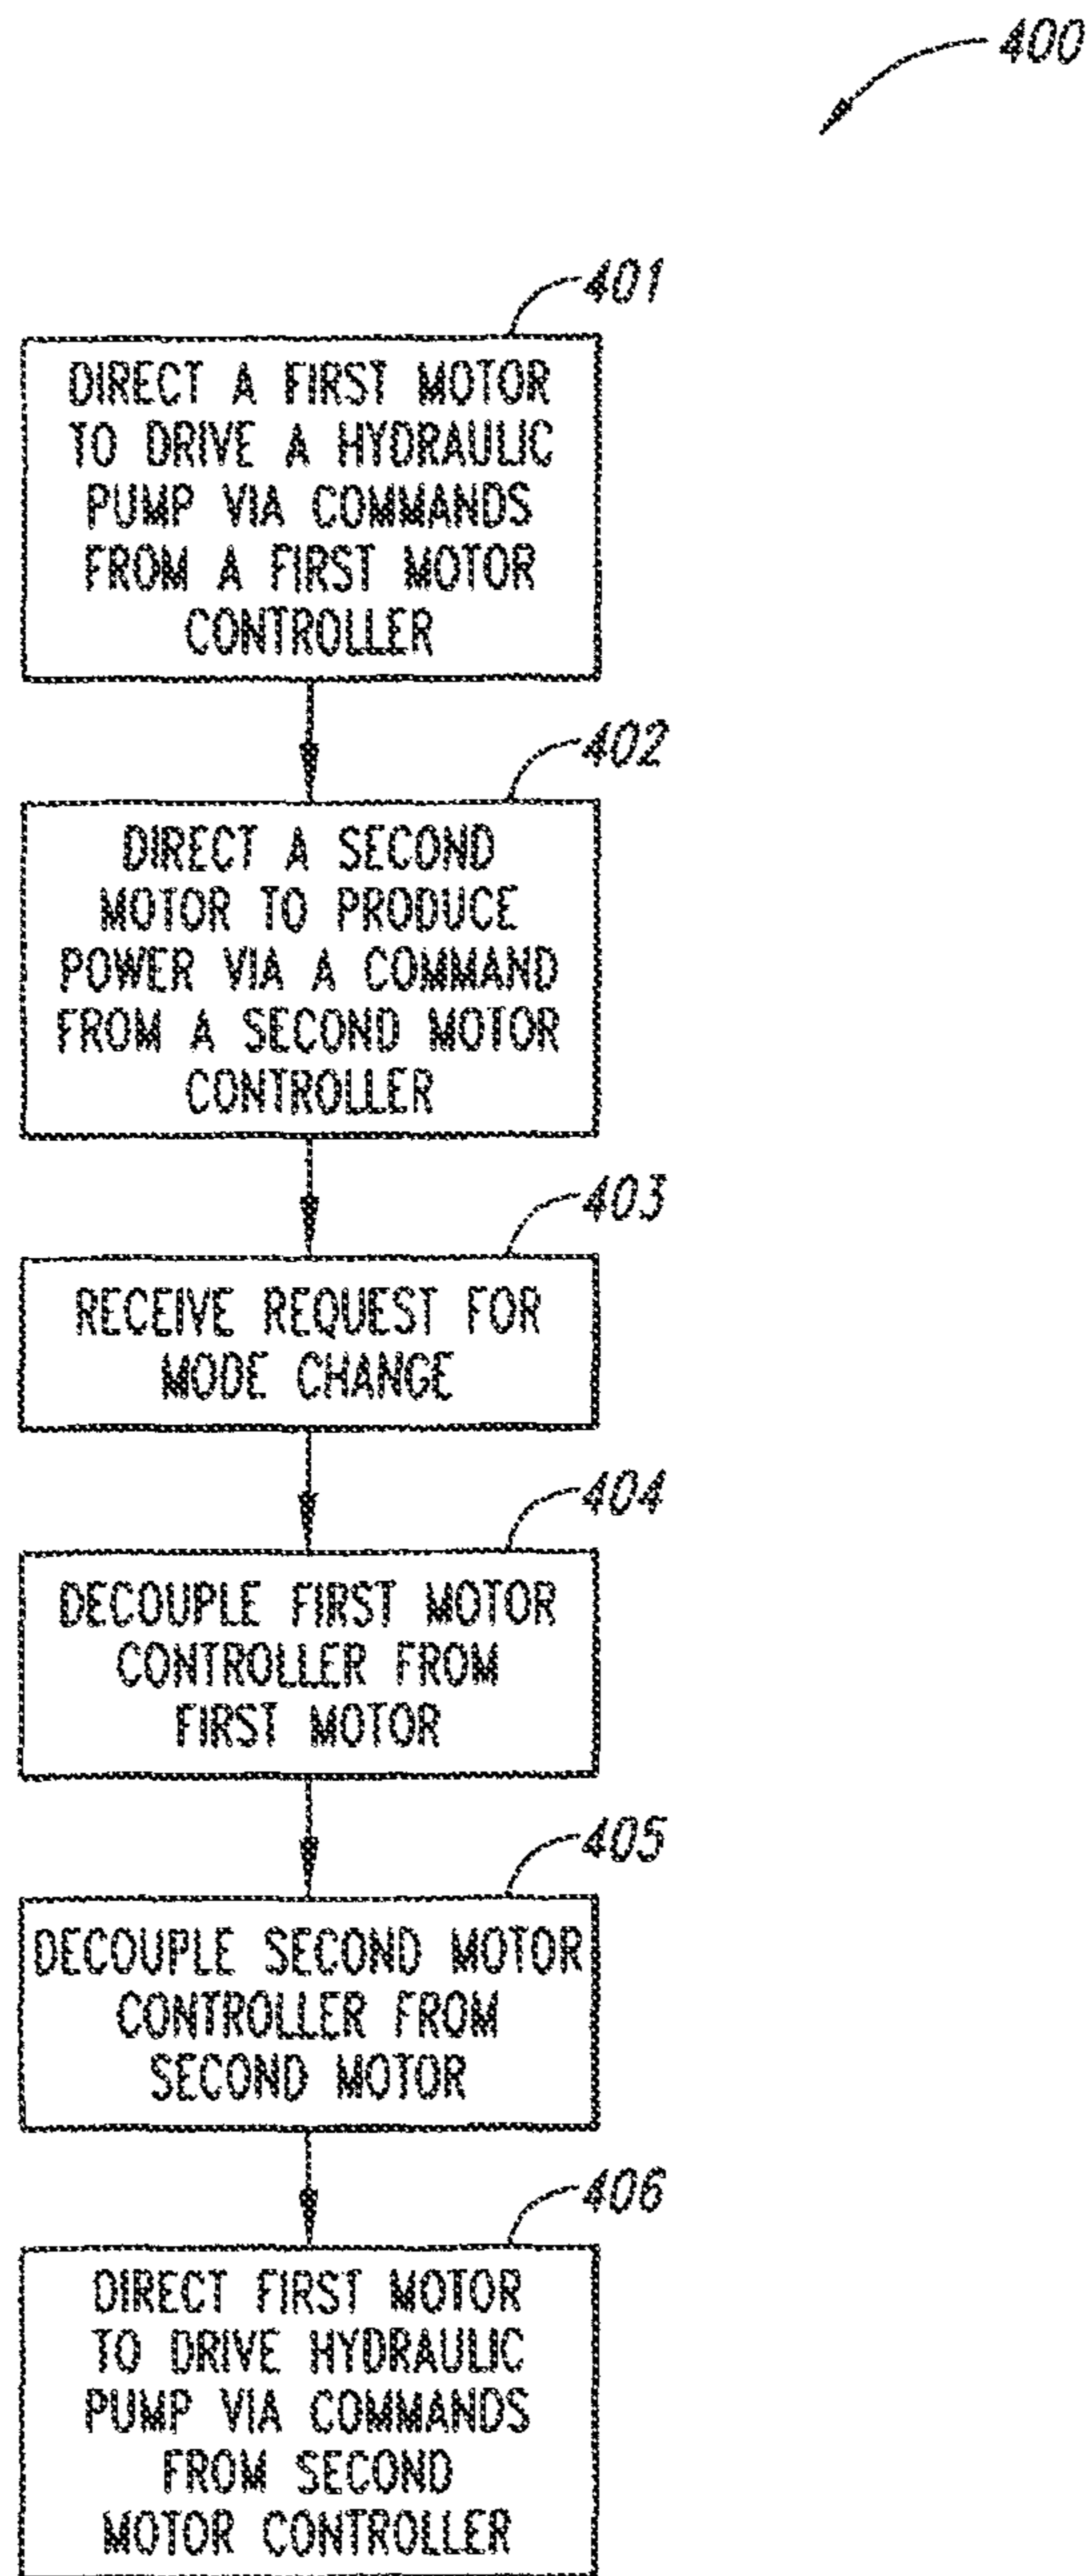 400
401
DIRECT A FIRST MOTOR
TO DRIVE A HYDRAULIC
PUMP VIA COMMANDS
FROM A FIRST MOTOR
CONTROLLER
402
DIRECT A SECOND
MOTOR TO PRODUCE
POWER VIA A COMMAND
FROM A SECOND MOTOR
CONTROLLER
403
RECEIVE REQUEST FOR
MODE CHANGE
404
DECOUPLE FIRST MOTOR
CONTROLLER FROM
FIRST MOTOR
405
DECOUPLE SECOND MOTOR
CONTROLLER FROM
SECOND MOTOR
406
DIRECT FIRST MOTOR
TO DRIVE HYDRAULIC
PUMP VIA COMMANDS
FROM SECOND
MOTOR CONTROLLER